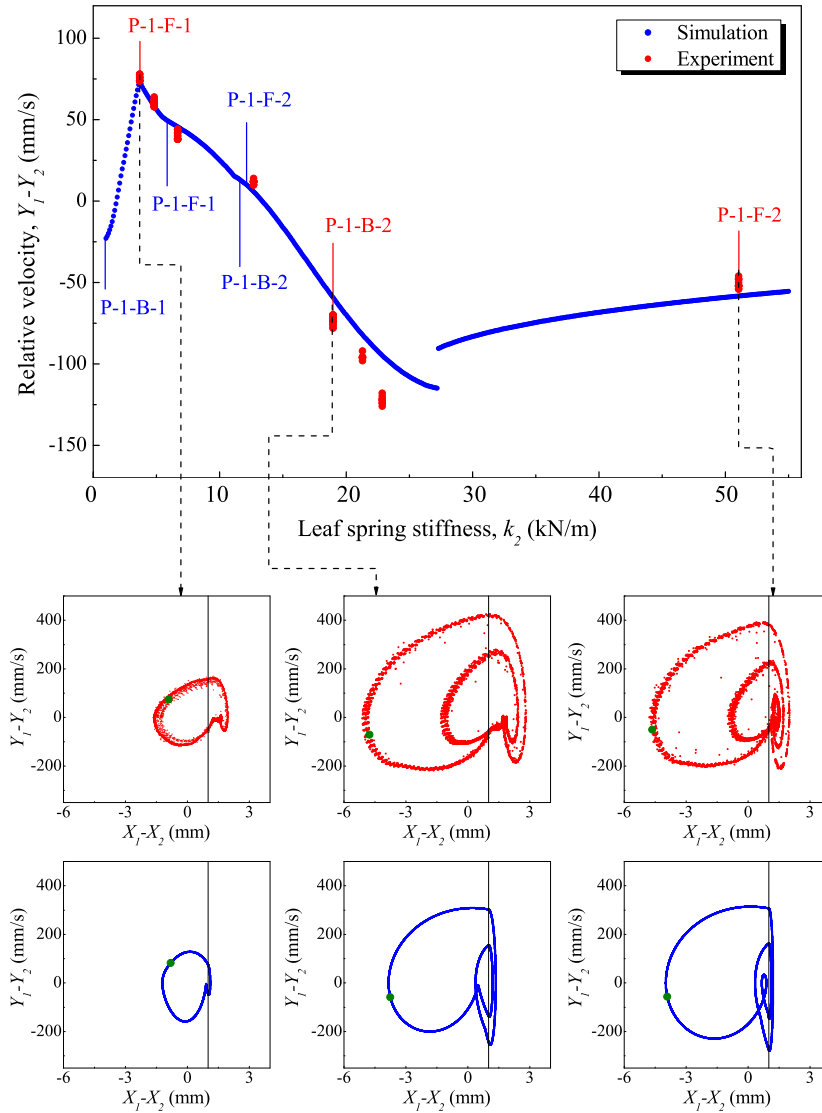 P-1-F-1
Simulation
Experiment
P-1-F-2
P-1-F-1
P-1-B-2
P-1-B-2
P-1-F-2
P-1-B-1
100
50
0
-50
-100
-150
Relative velocity, Y1-Y2 (mm/s)
0 10 20 30 40 50
Leaf spring stiffness, k2 (kN/m)
400
200
0
-200
Y1-Y2 (mm/s)
-6 -3 0 3
X1-X2 (mm)
400
200
0
-200
Y1-Y2 (mm/s)
-6 -3 0 3
X1-X2 (mm)
400
200
0
-200
Y1-Y2 (mm/s)
-6 -3 0 3
X1-X2 (mm)
400
200
0
-200
Y1-Y2 (mm/s)
-6 -3 0 3
X1-X2 (mm)
400
200
0
-200
Y1-Y2 (mm/s)
-6 -3 0 3
X1-X2 (mm)
400
200
0
-200
Y1-Y2 (mm/s)
-6 -3 0 3
X1-X2 (mm)